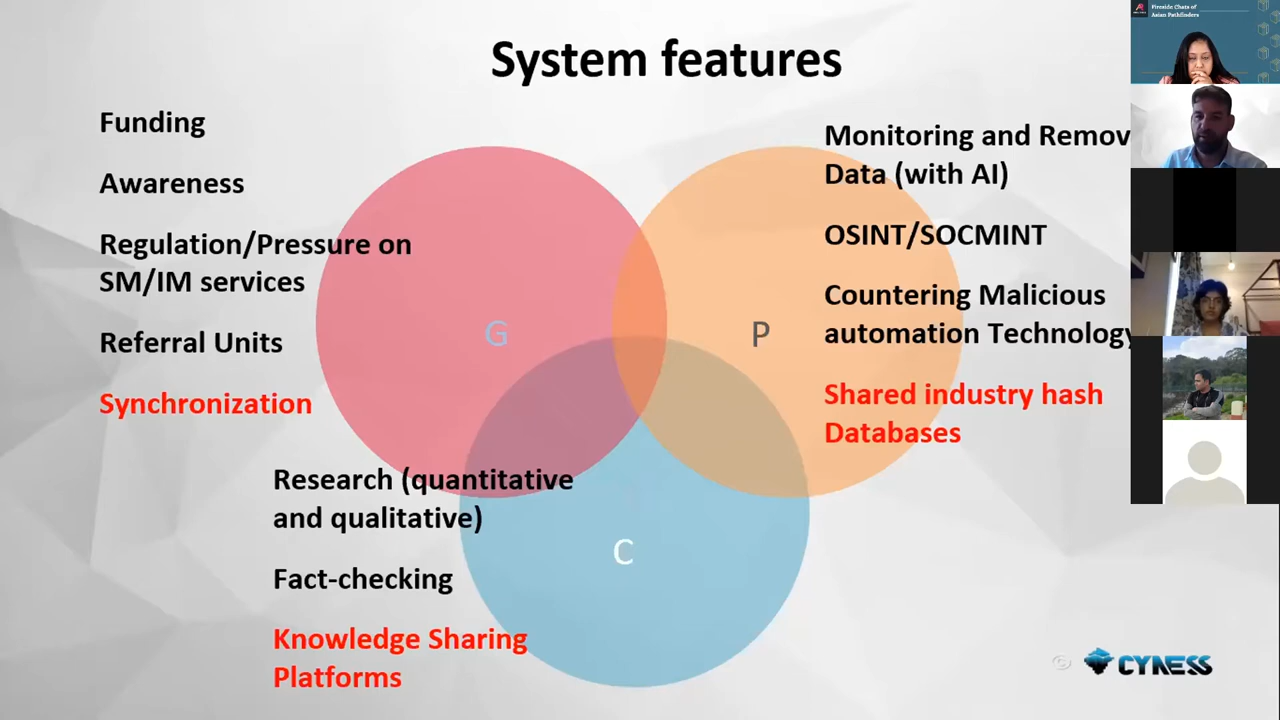 System features
Funding
Awareness
Regulation/Pressure on
SM/IM services
Referral Units
Synchronization
Research (quantitative
and qualitative)
Fact-checking
Knowledge Sharing
Platforms
G
P
C
Monitoring and Remov
Data (with AI)
OSINT/SOCMINT
Countering Malicious
automation Technology
Shared industry hash
Databases
CYNESS
Fireside Chats of
Asian Pathfinders